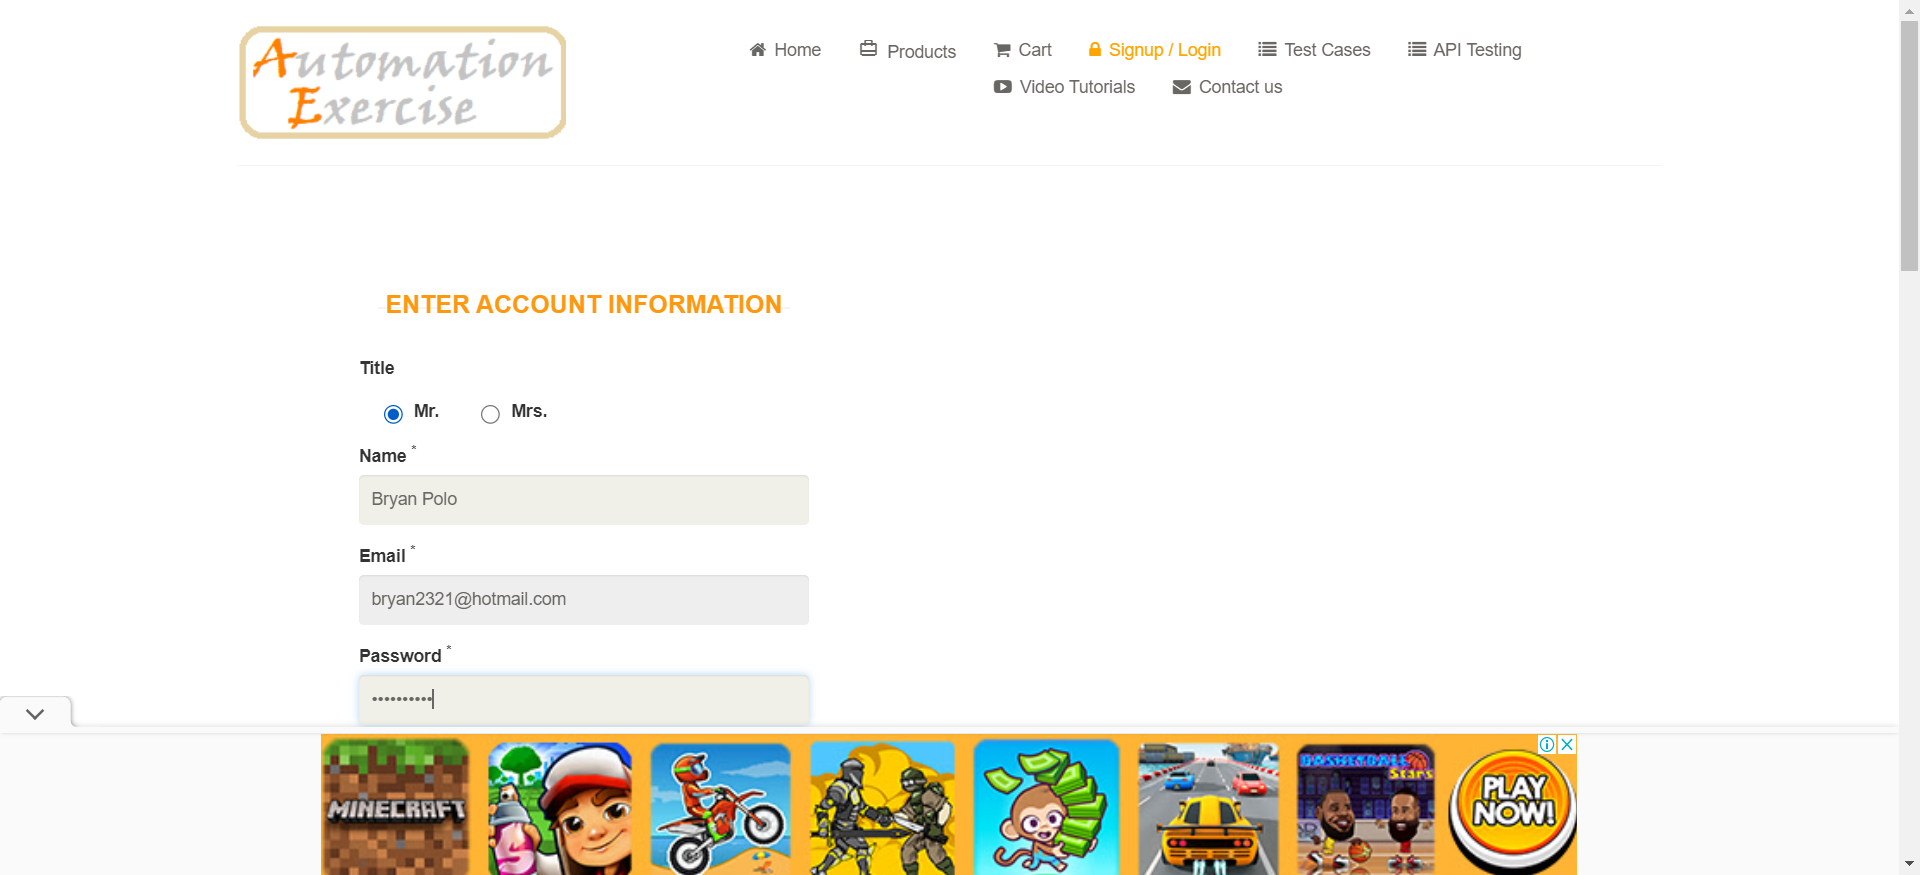 Automation
Exercise
Home
Products
Cart
Signup / Login
Test Cases
API Testing
Video Tutorials
Contact us
ENTER ACCOUNT INFORMATION
Title
Mr.
Mrs.
Name *
Bryan Polo
Email *
bryan2321@hotmail.com
Password *
••••••••••
MINECRAFT
BASKETBALL
Stars
PLAY
NOW!